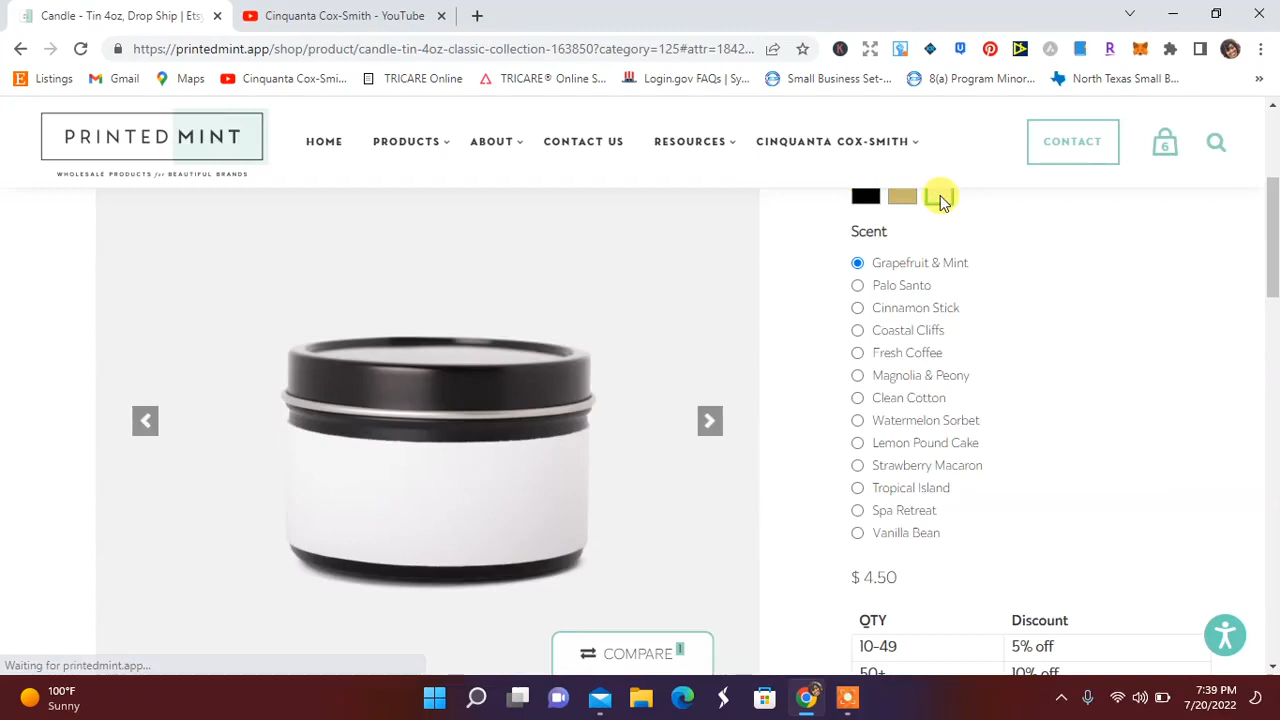 Candle - Tin 4oz, Drop Ship | Ets
Cinquanta Cox-Smith - YouTube
https://printedmint.app/shop/product/candle-tin-4oz-classic-collection-163850?category=125#attr=1842...
Listings
Gmail
Maps
Cinquanta Cox-Smi...
TRICARE Online
TRICARE® Online S...
Login.gov FAQs | Sy...
Small Business Set-...
8(a) Program Minor...
North Texas Small B...
PRINTED MINT
WHOLESALE PRODUCTS for BEAUTIFUL BRANDS
HOME
PRODUCTS
ABOUT
CONTACT US
RESOURCES
CINQUANTA COX-SMITH
CONTACT
6
Scent
Grapefruit & Mint
Palo Santo
Cinnamon Stick
Coastal Cliffs
Fresh Coffee
Magnolia & Peony
Clean Cotton
Watermelon Sorbet
Lemon Pound Cake
Strawberry Macaron
Tropical Island
Spa Retreat
Vanilla Bean
$ 4.50
QTY Discount
10-49 5% off
50+ 10% off
COMPARE
Waiting for printedmint.app...
100°F
Sunny
7:39 PM
7/20/2022